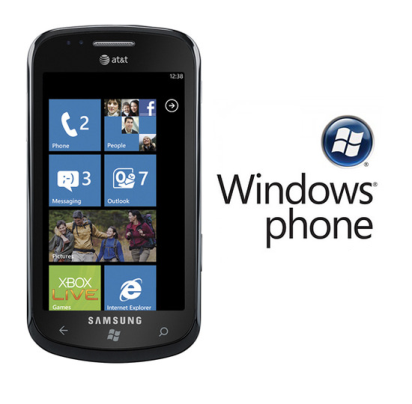 at&t
12:38
2
Phone
People
3
Messaging
7
Outlook
Pictures
XBOX
LIVE
Games
Internet Explorer
SAMSUNG
Windows®
phone